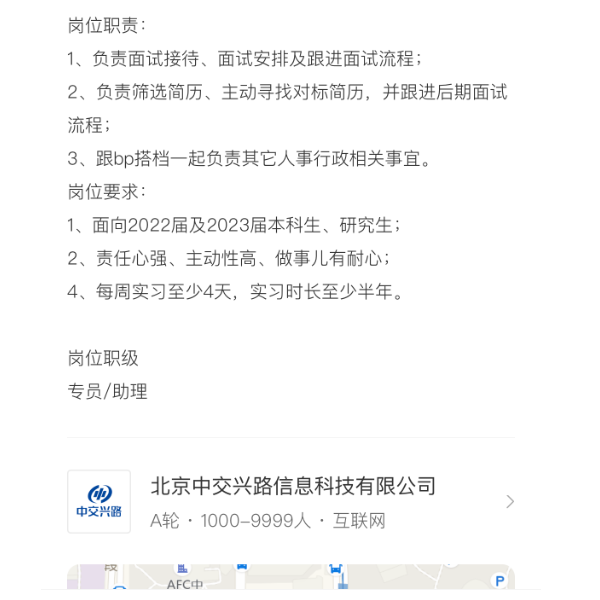 岗位职责：
1、负责面试接待、面试安排及跟进面试流程；
2、负责筛选简历、主动寻找对标简历，并跟进后期面试
流程；
3、跟bp搭档一起负责其它人事行政相关事宜。
岗位要求：
1、面向2022届及2023届本科生、研究生；
2、责任心强、主动性高、做事儿有耐心；
4、每周实习至少4天，实习时长至少半年。
岗位职级
专员/助理
北京中交兴路信息科技有限公司
中交兴路
A轮·1000-9999人·互联网
段
AFC中
P